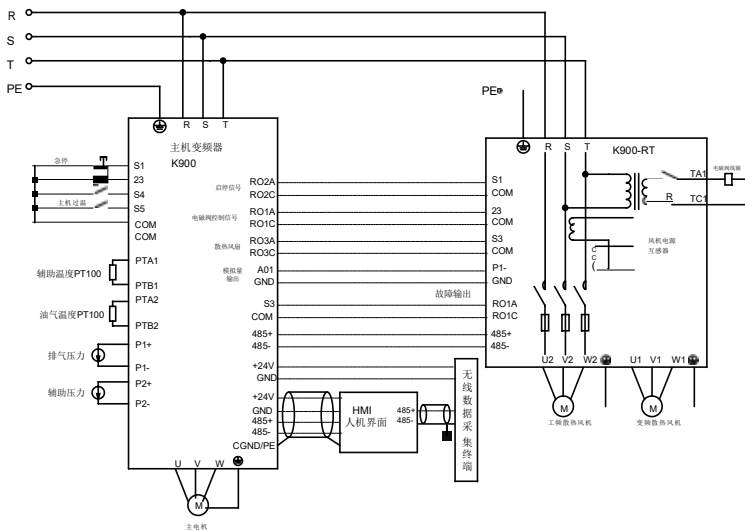 R
S
T
PE
PE
R S T
主机变频器
K900
急停
S1
23
S4
主机过温
S5
COM
COM
PTA1
辅助温度PT100
PTB1
PTA2
油气温度PT100
PTB2
P1+
排气压力
P1-
P2+
辅助压力
P2-
RO2A
启停信号
RO2C
RO1A
电磁阀控制信号
RO1C
RO3A
散热风扇
RO3C
模拟量
输出
A01
GND
故障输出
S3
COM
485+
485-
+24V
GND
+24V
GND
485+
485-
CGND/PE
U V W
M
主电机
HMI
人机界面
485+
485-
无线数据采集终端
R S T
K900-RT
S1
COM
23
COM
S3
COM
P1-
GND
RO1A
RO1C
485+
485-
TA1
电磁阀线圈
R
TC1
风机电源
互感器
C
C
U2 V2 W2
U1 V1 W1
M
M
工频散热风机
变频散热风机